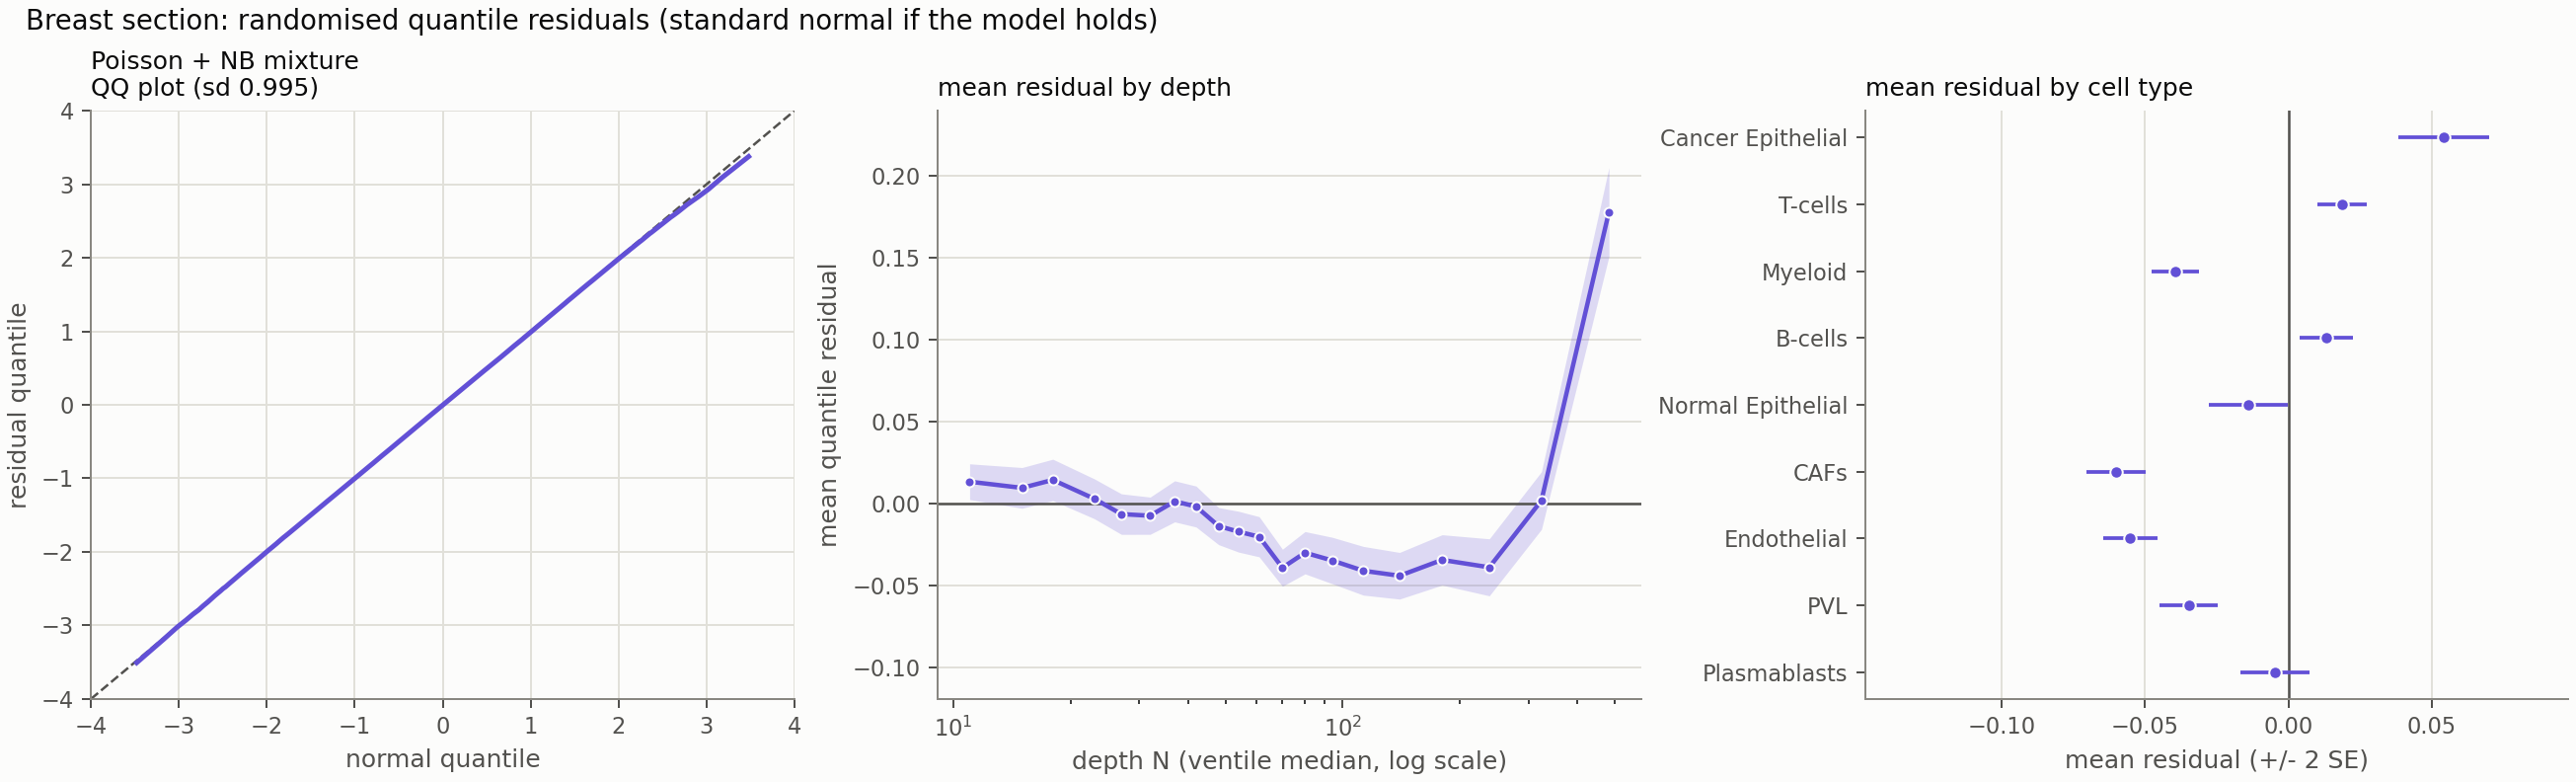 Breast section: randomised quantile residuals (standard normal if the model holds)
Poisson + NB mixture
QQ plot (sd 0.995)
4
3
2
1
0
−1
−2
−3
−4
residual quantile
−4
−3
−2
−1
0
1
2
3
4
normal quantile
mean residual by depth
0.20
0.15
0.10
0.05
0.00
−0.05
−0.10
mean quantile residual
10¹
10²
depth N (ventile median, log scale)
mean residual by cell type
Cancer Epithelial
T-cells
Myeloid
B-cells
Normal Epithelial
CAFs
Endothelial
PVL
Plasmablasts
−0.10
−0.05
0.00
0.05
mean residual (+/- 2 SE)